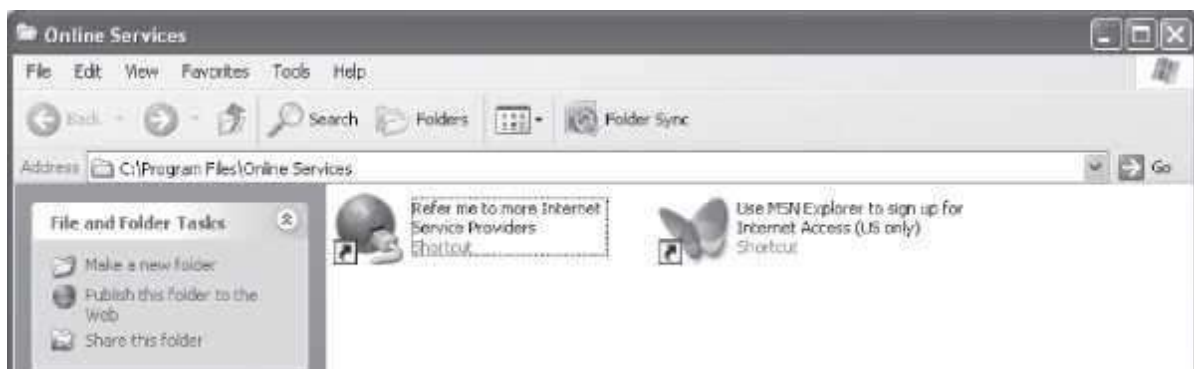 Online Services
File Edit View Favorites Tools Help
Back Search Folders Folder Sync
Address C:\Program Files\Online Services Go
File and Folder Tasks
Make a new folder
Publish this folder to the
Web
Share this folder
Refer me to more Internet
Service Providers
Shortcut
Use MSN Explorer to sign up for
Internet Access (US only)
Shortcut